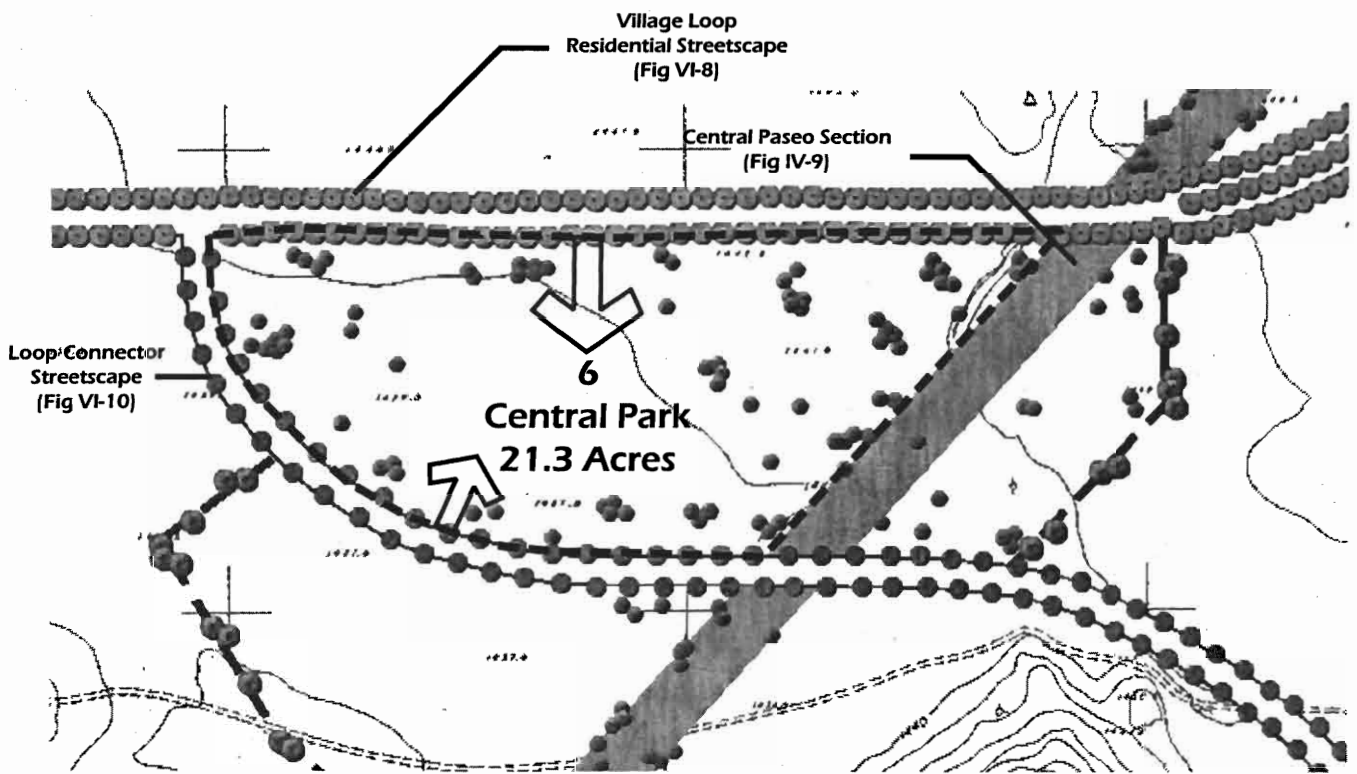 Village Loop
Residential Streetscape
(Fig VI-8)
Central Paseo Section
(Fig IV-9)
Loop Connector
Streetscape
(Fig VI-10)
6
Central Park
21.3 Acres
1440